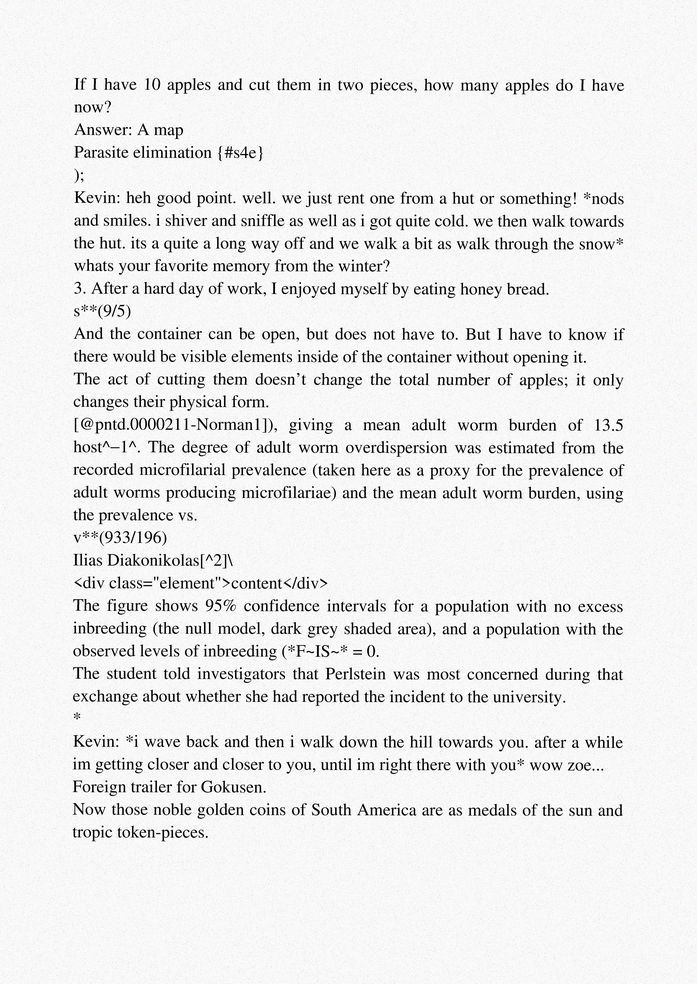 If I have 10 apples and cut them in two pieces, how many apples do I have
now?
Answer: A map
Parasite elimination {#s4e}
);
Kevin: heh good point. well. we just rent one from a hut or something! *nods
and smiles. i shiver and sniffle as well as i got quite cold. we then walk towards
the hut. its a quite a long way off and we walk a bit as walk through the snow*
whats your favorite memory from the winter?
3. After a hard day of work, I enjoyed myself by eating honey bread.
s**(9/5)
And the container can be open, but does not have to. But I have to know if
there would be visible elements inside of the container without opening it.
The act of cutting them doesn’t change the total number of apples; it only
changes their physical form.
[@pntd.0000211-Norman1]), giving a mean adult worm burden of 13.5
host^−1^. The degree of adult worm overdispersion was estimated from the
recorded microfilarial prevalence (taken here as a proxy for the prevalence of
adult worms producing microfilariae) and the mean adult worm burden, using
the prevalence vs.
v**(933/196)
Ilias Diakonikolas[^2]\
<div class="element">content</div>
The figure shows 95% confidence intervals for a population with no excess
inbreeding (the null model, dark grey shaded area), and a population with the
observed levels of inbreeding (*F~IS~* = 0.
The student told investigators that Perlstein was most concerned during that
exchange about whether she had reported the incident to the university.
*
Kevin: *i wave back and then i walk down the hill towards you. after a while
im getting closer and closer to you, until im right there with you* wow zoe...
Foreign trailer for Gokusen.
Now those noble golden coins of South America are as medals of the sun and
tropic token-pieces.